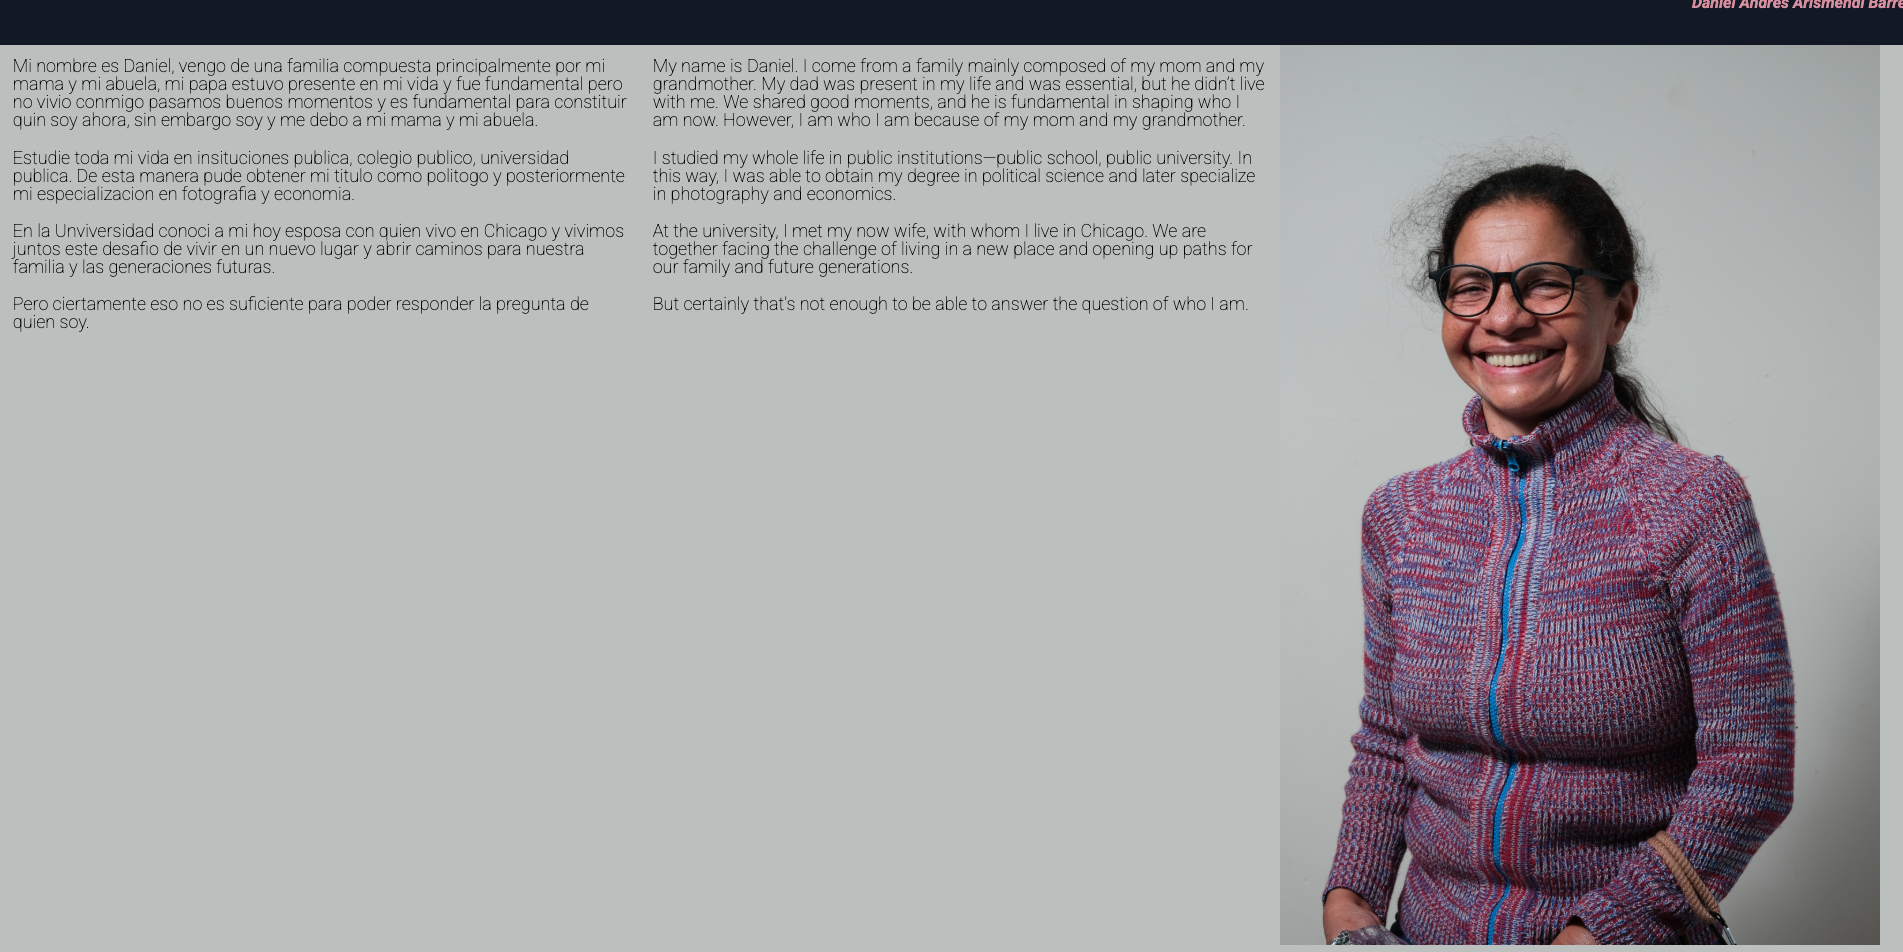 Daniel Andres Arismendi Barre
Mi nombre es Daniel, vengo de una familia compuesta principalmente por mi
mama y mi abuela, mi papa estuvo presente en mi vida y fue fundamental pero
no vivio conmigo pasamos buenos momentos y es fundamental para constituir
quin soy ahora, sin embargo soy y me debo a mi mama y mi abuela.
Estudie toda mi vida en insituciones publica, colegio publico, universidad
publica. De esta manera pude obtener mi titulo como politogo y posteriormente
mi especializacion en fotografia y economia.
En la Unviversidad conoci a mi hoy esposa con quien vivo en Chicago y vivimos
juntos este desafio de vivir en un nuevo lugar y abrir caminos para nuestra
familia y las generaciones futuras.
Pero ciertamente eso no es suficiente para poder responder la pregunta de
quien soy.
My name is Daniel. I come from a family mainly composed of my mom and my
grandmother. My dad was present in my life and was essential, but he didn't live
with me. We shared good moments, and he is fundamental in shaping who I
am now. However, I am who I am because of my mom and my grandmother.
I studied my whole life in public institutions—public school, public university. In
this way, I was able to obtain my degree in political science and later specialize
in photography and economics.
At the university, I met my now wife, with whom I live in Chicago. We are
together facing the challenge of living in a new place and opening up paths for
our family and future generations.
But certainly that's not enough to be able to answer the question of who I am.